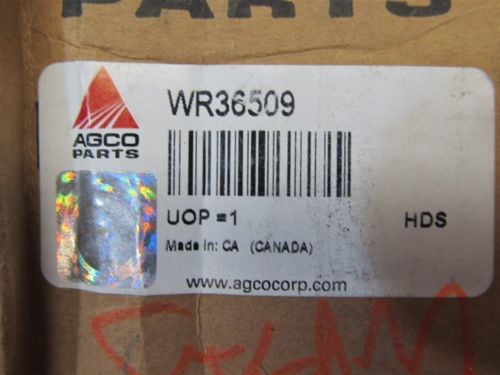 PARTS
WR36509
AGCO
PARTS
UOP =1 HDS
Made in: CA (CANADA)
www.agcocorp.com